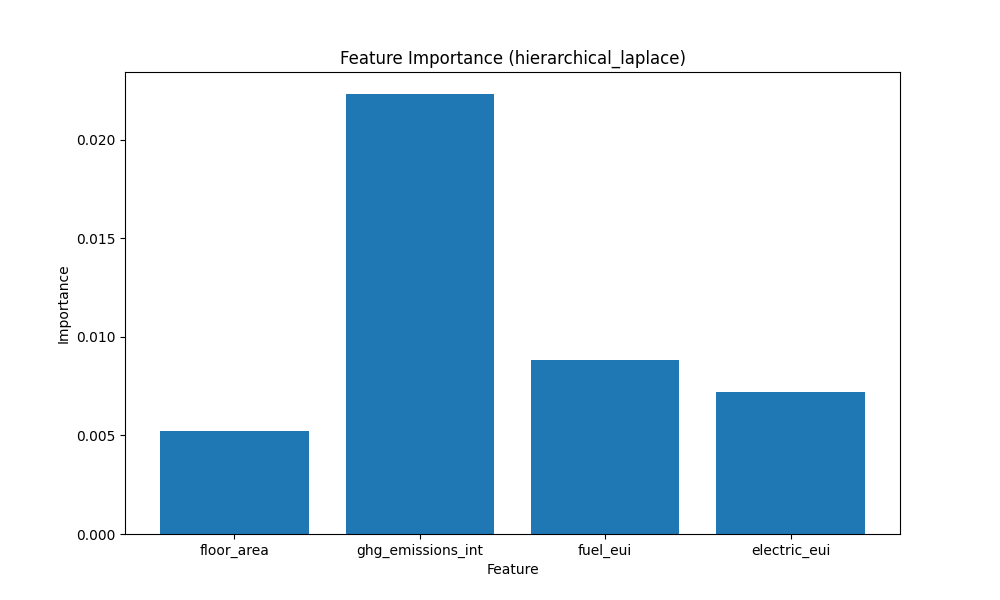 Feature Importance (hierarchical_laplace)
Importance
0.020
0.015
0.010
0.005
0.000
floor_area
ghg_emissions_int
fuel_eui
electric_eui
Feature